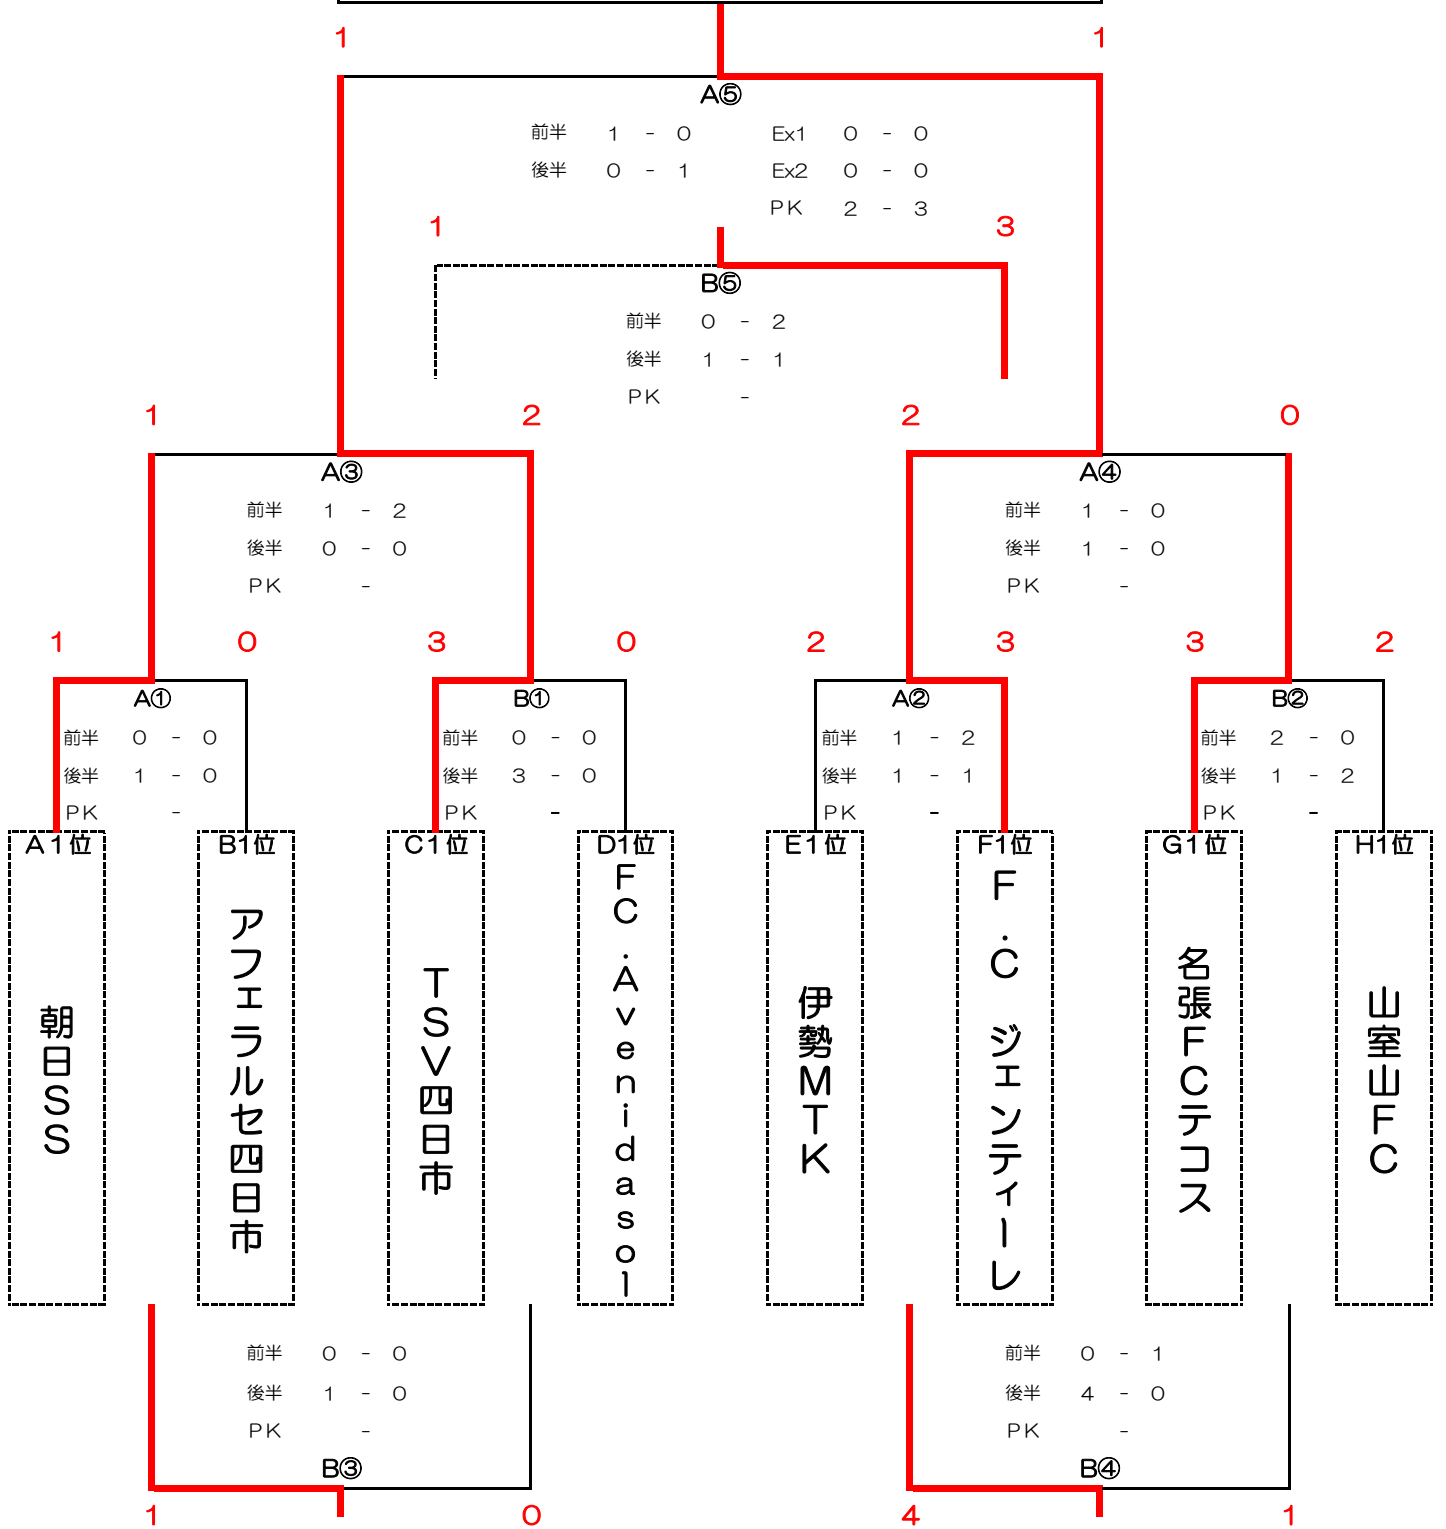 1 1
A⑤
前半 1 - 0 Ex1 0 - 0
後半 0 - 1 Ex2 0 - 0
PK 2 - 3
1 3
B⑤
前半 0 - 2
後半 1 - 1
PK -
1 2 2 0
A③ A④
前半 1 - 2 前半 1 - 0
後半 0 - 0 後半 1 - 0
PK - PK -
1 0 3 0 2 3 3 2
A① B① A② B②
前半 0 - 0 前半 0 - 0 前半 1 - 2 前半 2 - 0
後半 1 - 0 後半 3 - 0 後半 1 - 1 後半 1 - 2
PK - PK - PK - PK -
A1位 B1位 C1位 D1位 E1位 F1位 G1位 H1位
朝日SS
アフェラルセ四日市
TSV四日市
FC.Avenidasol
伊勢MTK
F.C ジェンティーレ
名張FCテコス
山室山FC
前半 0 - 0 前半 0 - 1
後半 1 - 0 後半 4 - 0
PK - PK -
B③ B④
1 0 4 1